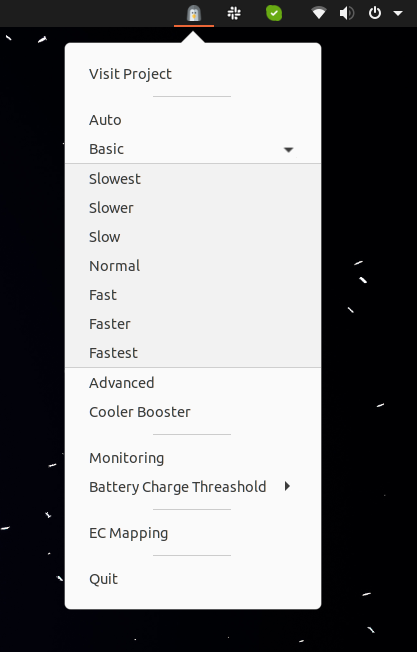 Visit Project
Auto
Basic
Slowest
Slower
Slow
Normal
Fast
Faster
Fastest
Advanced
Cooler Booster
Monitoring
Battery Charge Threashold
EC Mapping
Quit